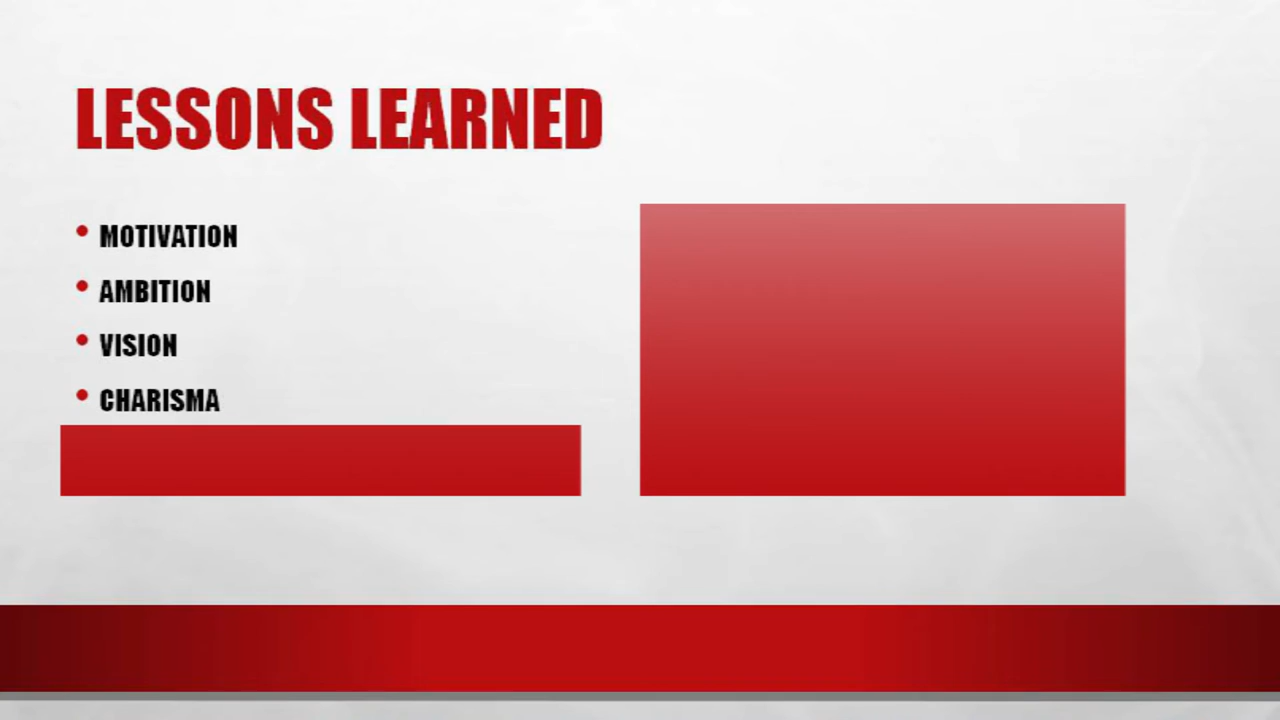 LESSONS LEARNED
• MOTIVATION
• AMBITION
• VISION
• CHARISMA